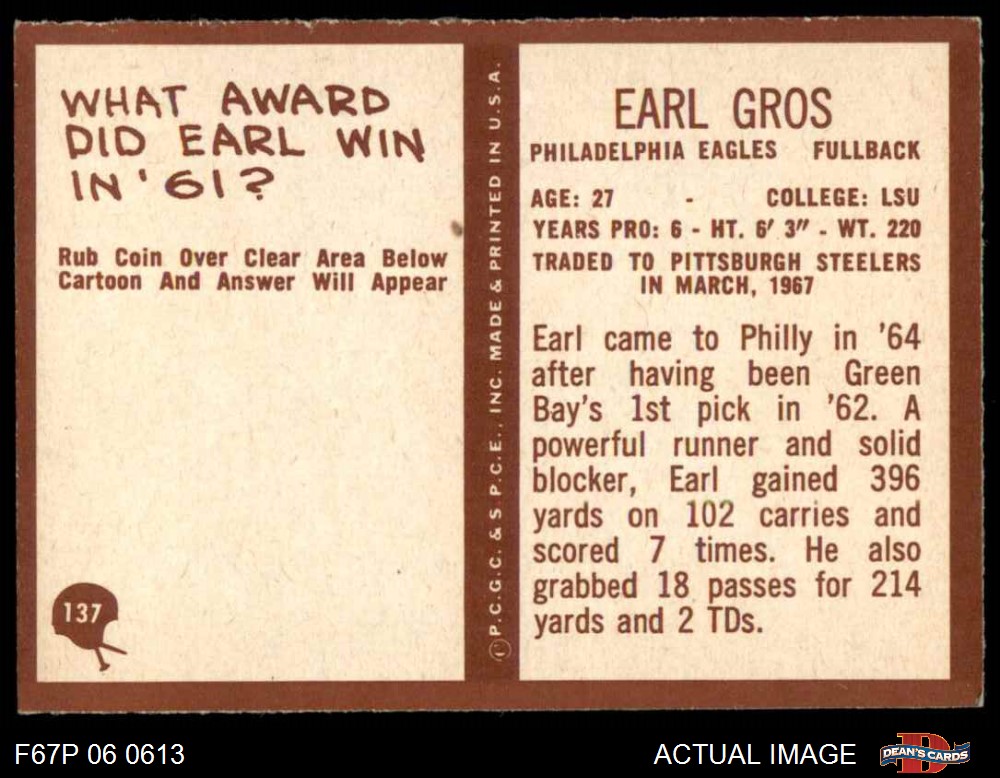 WHAT AWARD
DID EARL WIN
IN '61?
Rub Coin Over Clear Area Below
Cartoon And Answer Will Appear
137
© P.C.G.C. & S P.C.E., INC. MADE & PRINTED IN U.S.A.
EARL GROS
PHILADELPHIA EAGLES FULLBACK
AGE: 27 - COLLEGE: LSU
YEARS PRO: 6 - HT. 6' 3" - WT. 220
TRADED TO PITTSBURGH STEELERS
IN MARCH, 1967
Earl came to Philly in '64
after having been Green
Bay's 1st pick in '62. A
powerful runner and solid
blocker, Earl gained 396
yards on 102 carries and
scored 7 times. He also
grabbed 18 passes for 214
yards and 2 TDs.
F67P 06 0613
ACTUAL IMAGE
DEAN'S CARDS